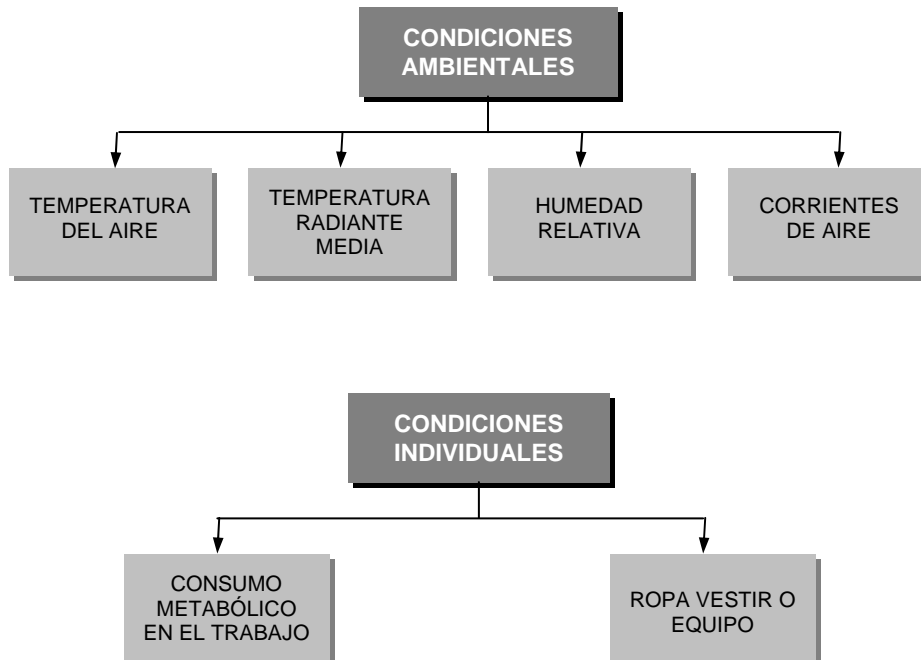 CONDICIONES
AMBIENTALES
TEMPERATURA
DEL AIRE
TEMPERATURA
RADIANTE
MEDIA
HUMEDAD
RELATIVA
CORRIENTES
DE AIRE
CONDICIONES
INDIVIDUALES
CONSUMO
METABÓLICO
EN EL TRABAJO
ROPA VESTIR O
EQUIPO